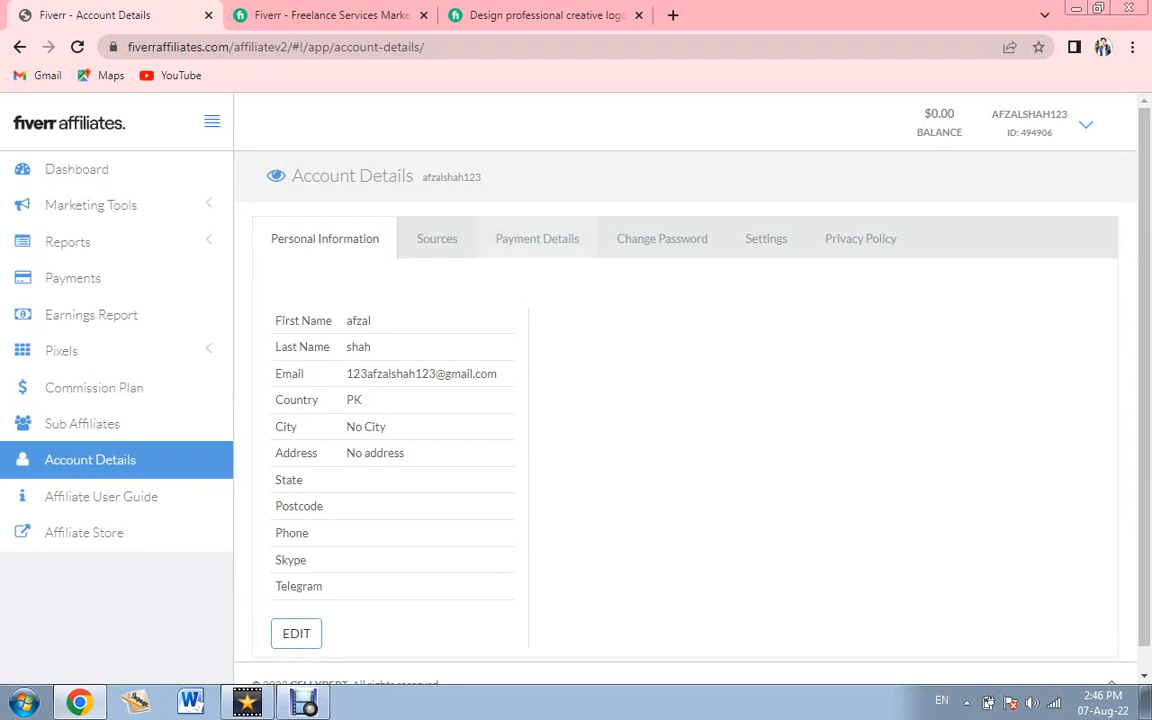 Fiverr - Account Details
Fiverr - Freelance Services Marke
Design professional creative logo
fiverraffiliates.com/affiliatev2/#!/app/account-details/
Gmail Maps YouTube
fiverr affiliates.
$0.00
BALANCE
AFZALSHAH123
ID: 494906
Dashboard
Marketing Tools
Reports
Payments
Earnings Report
Pixels
Commission Plan
Sub Affiliates
Account Details
Affiliate User Guide
Affiliate Store
Account Details afzalshah123
Personal Information Sources Payment Details Change Password Settings Privacy Policy
First Name afzal
Last Name shah
Email 123afzalshah123@gmail.com
Country PK
City No City
Address No address
State
Postcode
Phone
Skype
Telegram
EDIT
EN
2:46 PM
07-Aug-22